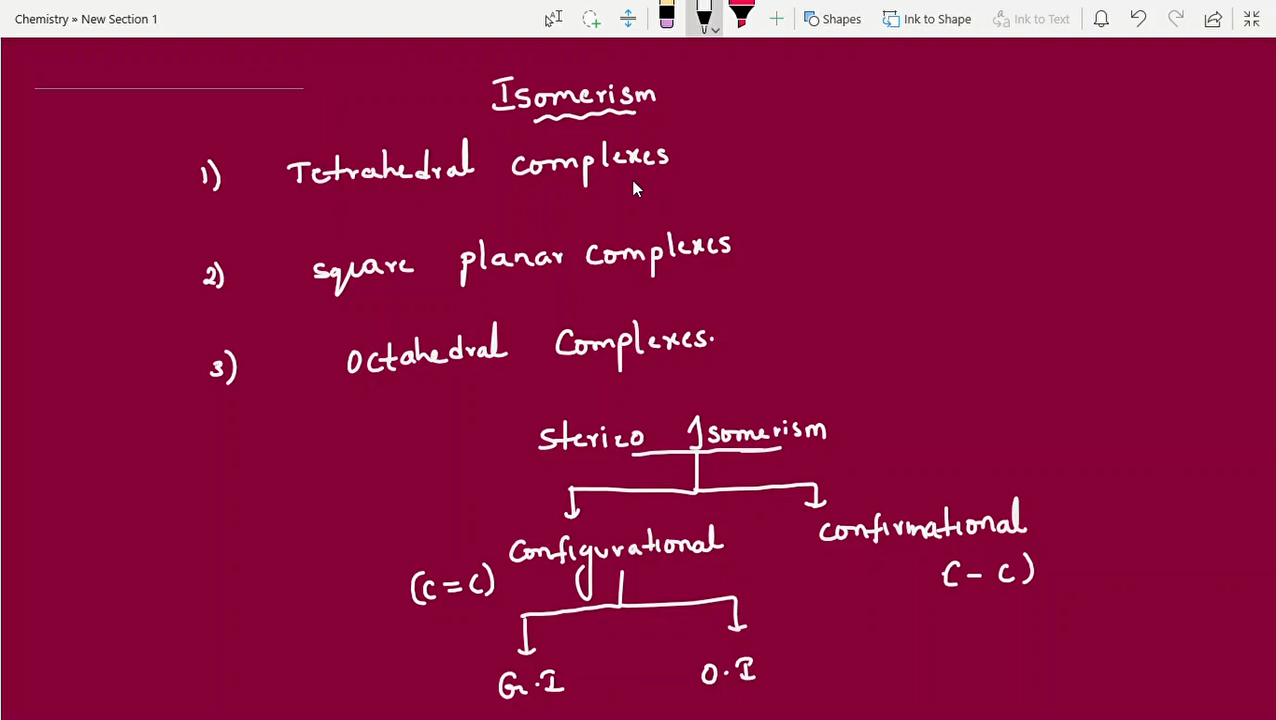 Chemistry » New Section 1
Shapes
Ink to Shape
Ink to Text
Isomerism
1) Tetrahedral complexes
2) square planar complexes
3) Octahedral Complexes.
Sterizo Isomerism
Configurational
Confirmational
(C = C)
C - C)
G.I
O.I